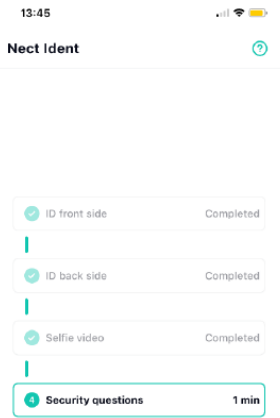 13:45
Nect Ident
?
ID front side Completed
ID back side Completed
Selfie video Completed
4 Security questions 1 min